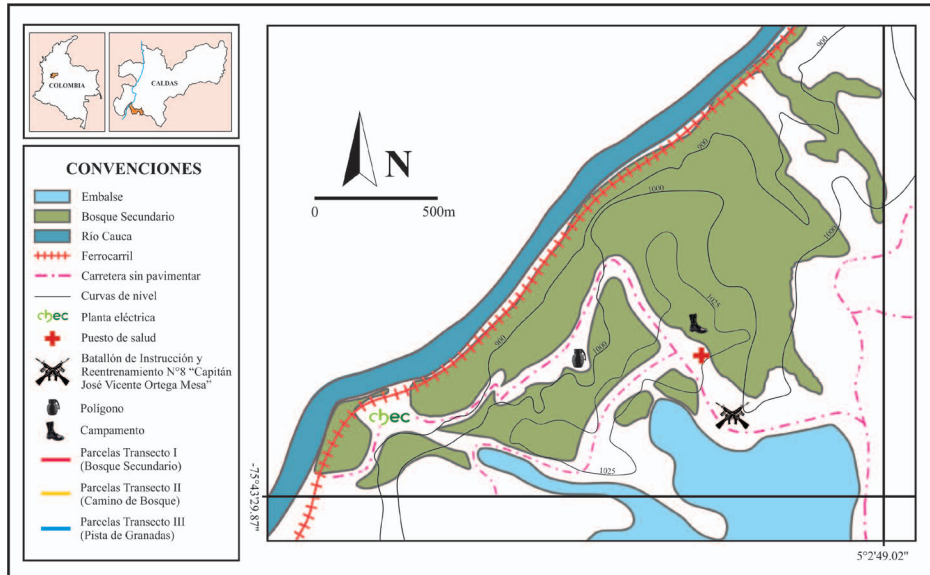 COLOMBIA
CALDAS
CONVENCIONES
Embalse
Bosque Secundario
Río Cauca
Ferrocarril
Carretera sin pavimentar
Curvas de nivel
chec
Planta eléctrica
Puesto de salud
Batallón de Instrucción y
Reentrenamiento N°8 “Capitán
José Vicente Ortega Mesa”
Polígono
Campamento
Parcelas Transecto I
(Bosque Secundario)
Parcelas Transecto II
(Camino de Bosque)
Parcelas Transecto III
(Pista de Granadas)
N
0 500m
900
900
1000
1000
1025
900
1000
chec
1025
-75°43'29.87"
5°2'49.02"